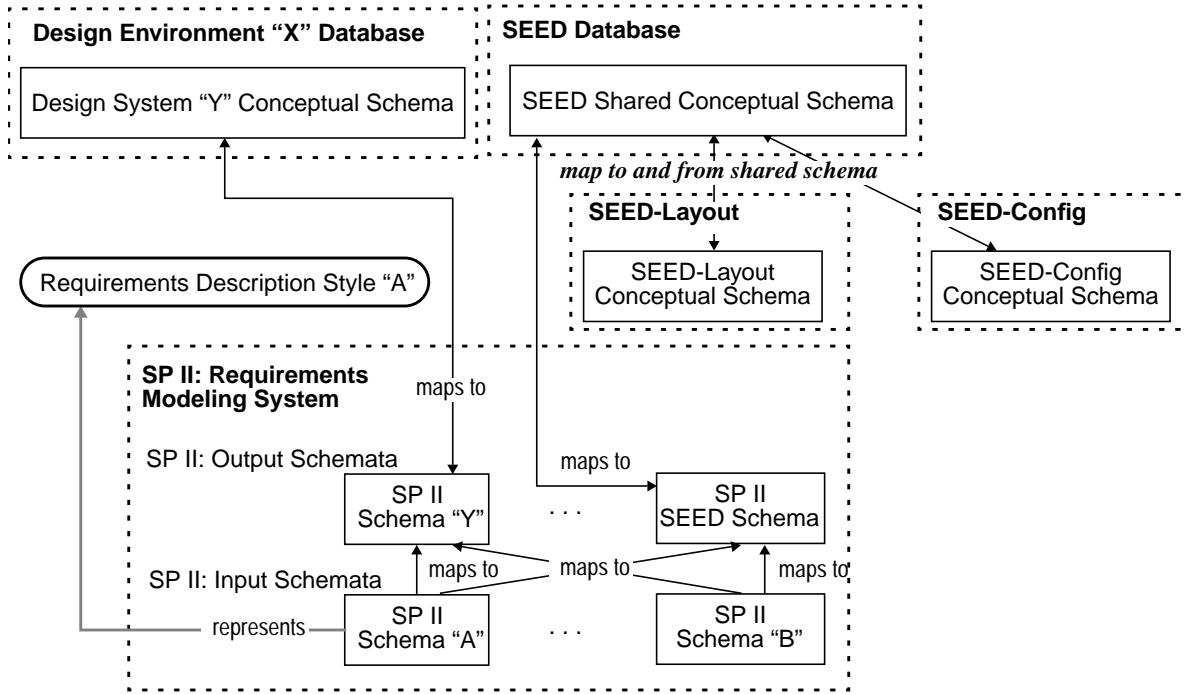 Design Environment “X” Database
SEED Database
Design System “Y” Conceptual Schema
SEED Shared Conceptual Schema
map to and from shared schema
SEED-Layout
SEED-Config
Requirements Description Style “A”
SEED-Layout
Conceptual Schema
SEED-Config
Conceptual Schema
SP II: Requirements
Modeling System
maps to
SP II: Output Schemata
maps to
SP II
Schema “Y”
. . .
SP II
SEED Schema
SP II: Input Schemata
maps to
maps to
maps to
represents
SP II
Schema “A”
. . .
SP II
Schema “B”